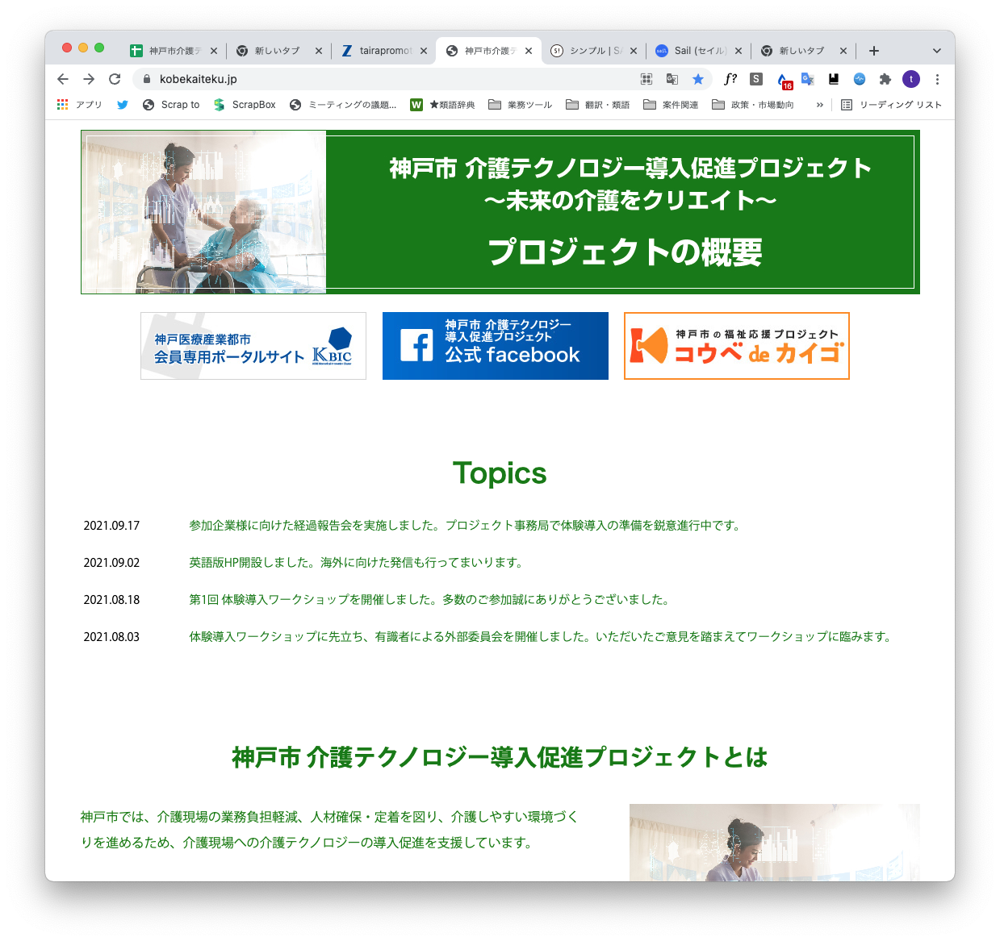 神戸市介護テ
新しいタブ
tairapromot
神戸市介護テ
シンプル | S
Sail (セイル)
新しいタブ
kobekaiteku.jp
f?
S
16
t
アプリ
Scrap to
ScrapBox
ミーティングの議題...
W
★類語辞典
業務ツール
翻訳・類語
案件関連
政策・市場動向
»
リーディング リスト
神戸市 介護テクノロジー導入促進プロジェクト
～未来の介護をクリエイト～
プロジェクトの概要
神戸医療産業都市
会員専用ポータルサイト
KBIC
神戸市 介護テクノロジー
導入促進プロジェクト
公式 facebook
神戸市の福祉応援プロジェクト
コウベ de カイゴ
Topics
2021.09.17 参加企業様に向けた経過報告会を実施しました。プロジェクト事務局で体験導入の準備を鋭意進行中です。
2021.09.02 英語版HP開設しました。海外に向けた発信も行ってまいります。
2021.08.18 第1回 体験導入ワークショップを開催しました。多数のご参加誠にありがとうございました。
2021.08.03 体験導入ワークショップに先立ち、有識者による外部委員会を開催しました。いただいたご意見を踏まえてワークショップに臨みます。
神戸市 介護テクノロジー導入促進プロジェクトとは
神戸市では、介護現場の業務負担軽減、人材確保・定着を図り、介護しやすい環境づく
りを進めるため、介護現場への介護テクノロジーの導入促進を支援しています。